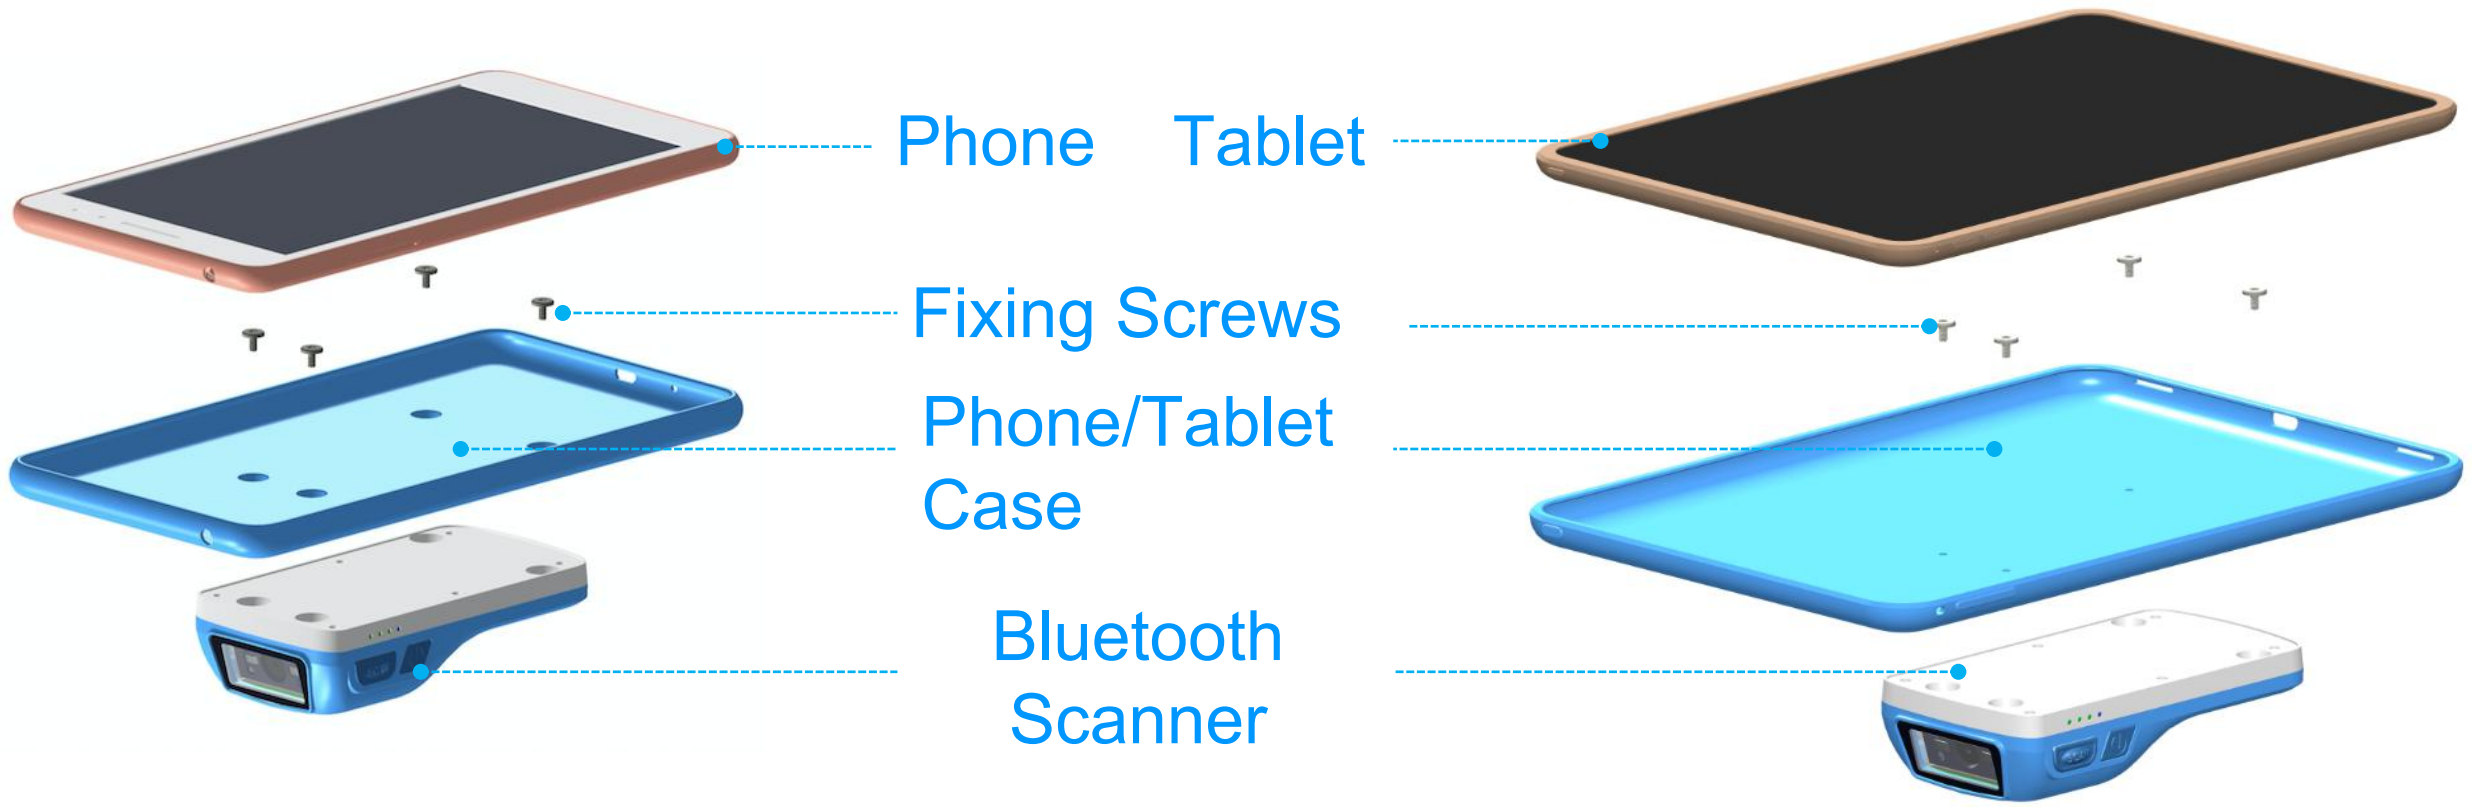 Phone Tablet
Fixing Screws
Phone/Tablet
Case
Bluetooth
Scanner